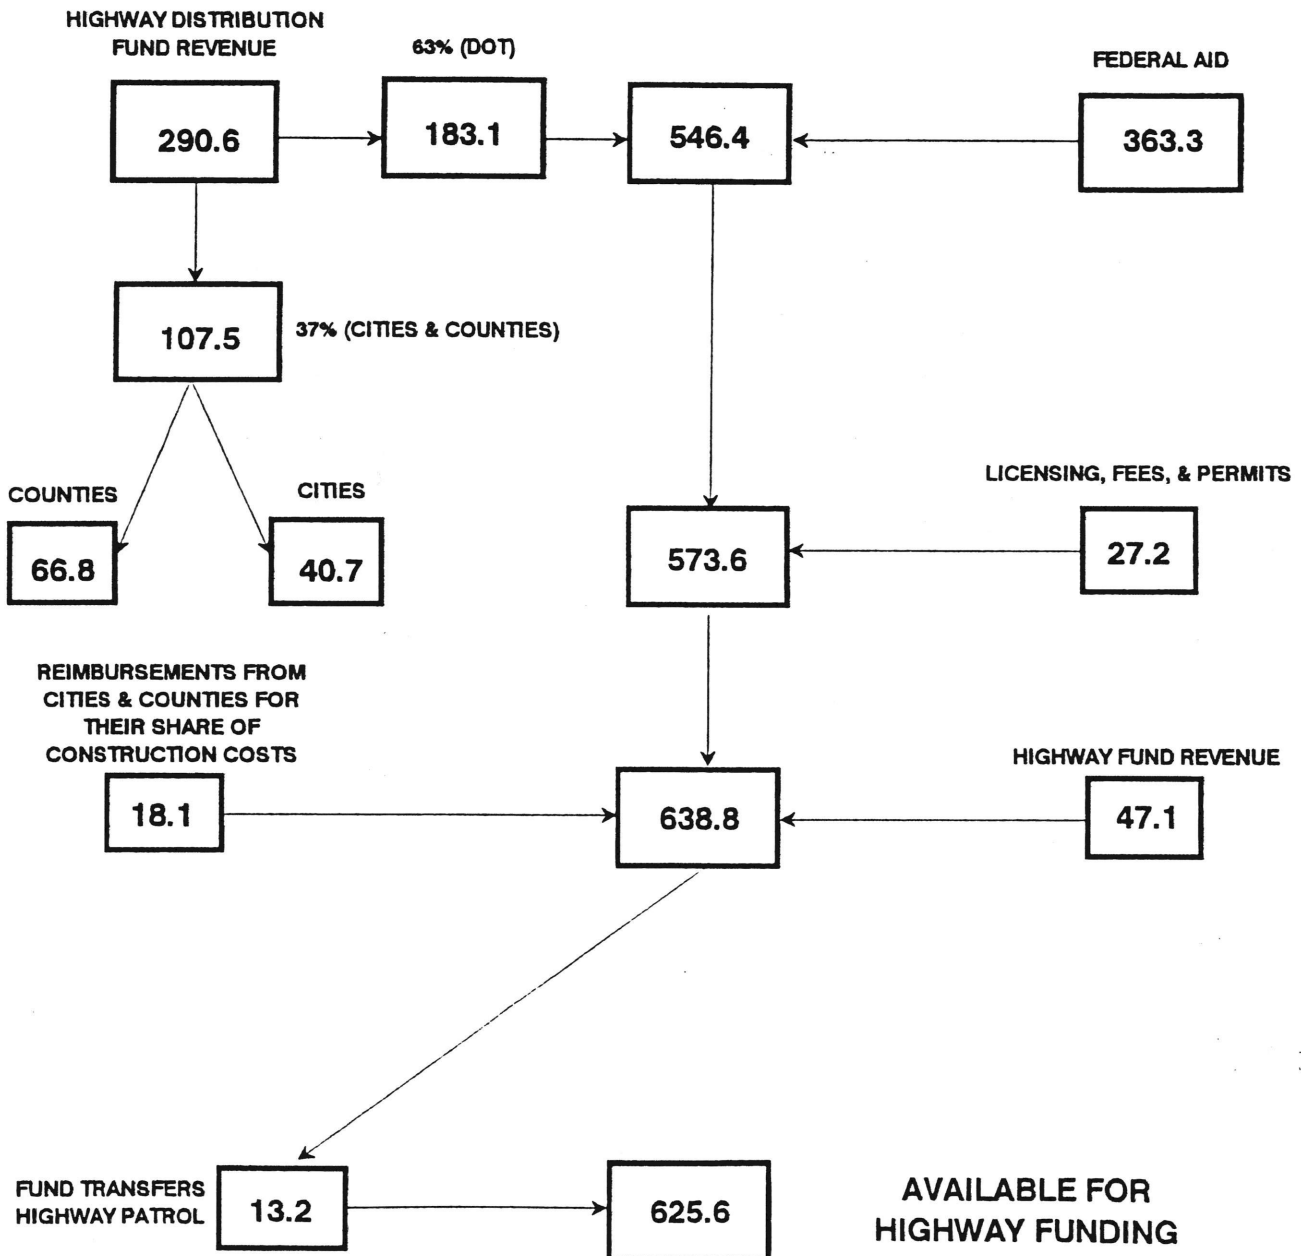 HIGHWAY DISTRIBUTION
FUND REVENUE
63% (DOT)
FEDERAL AID
290.6
183.1
546.4
363.3
107.5
37% (CITIES & COUNTIES)
COUNTIES
CITIES
66.8
40.7
LICENSING, FEES, & PERMITS
573.6
27.2
REIMBURSEMENTS FROM
CITIES & COUNTIES FOR
THEIR SHARE OF
CONSTRUCTION COSTS
HIGHWAY FUND REVENUE
18.1
638.8
47.1
FUND TRANSFERS
HIGHWAY PATROL
13.2
625.6
AVAILABLE FOR
HIGHWAY FUNDING